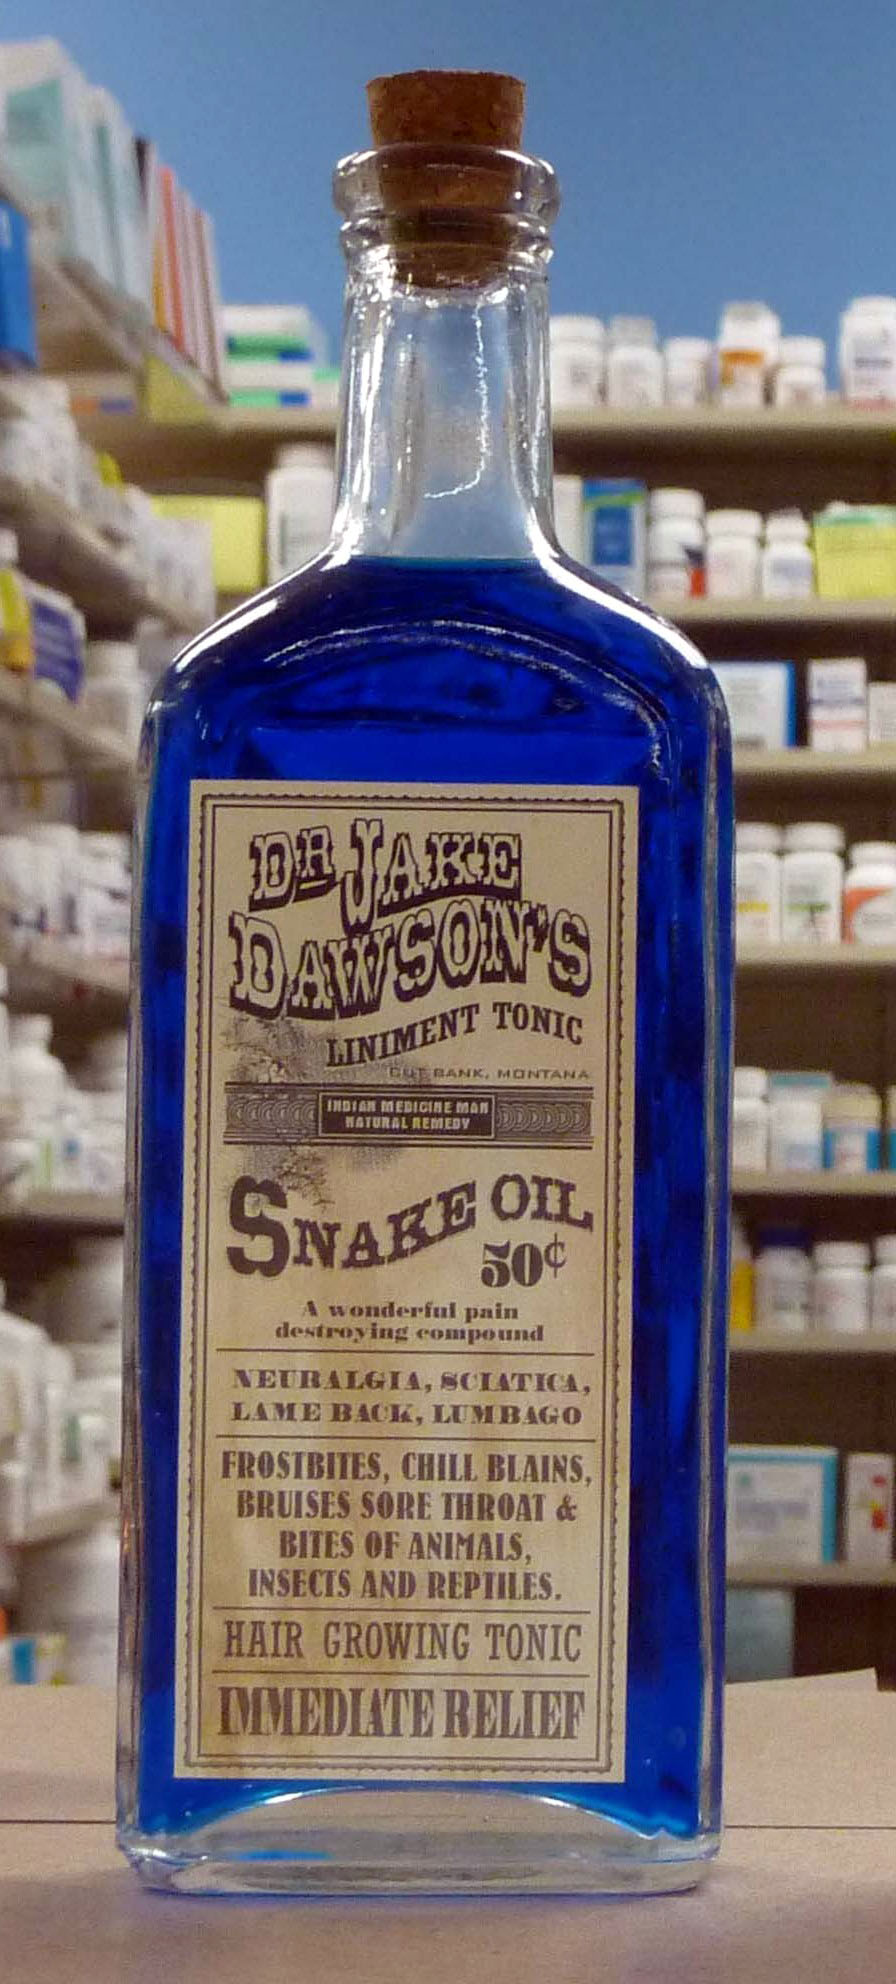 DR JAKE
DAWSON'S
LINIMENT TONIC
CUT BANK, MONTANA
INDIAN MEDICINE MAN
NATURAL REMEDY
SNAKE OIL
50¢
A wonderful pain
destroying compound
NEURALGIA, SCIATICA,
LAME BACK, LUMBAGO
FROSTBITES, CHILL BLAINS,
BRUISES SORE THROAT &
BITES OF ANIMALS,
INSECTS AND REPTILES.
HAIR GROWING TONIC
IMMEDIATE RELIEF